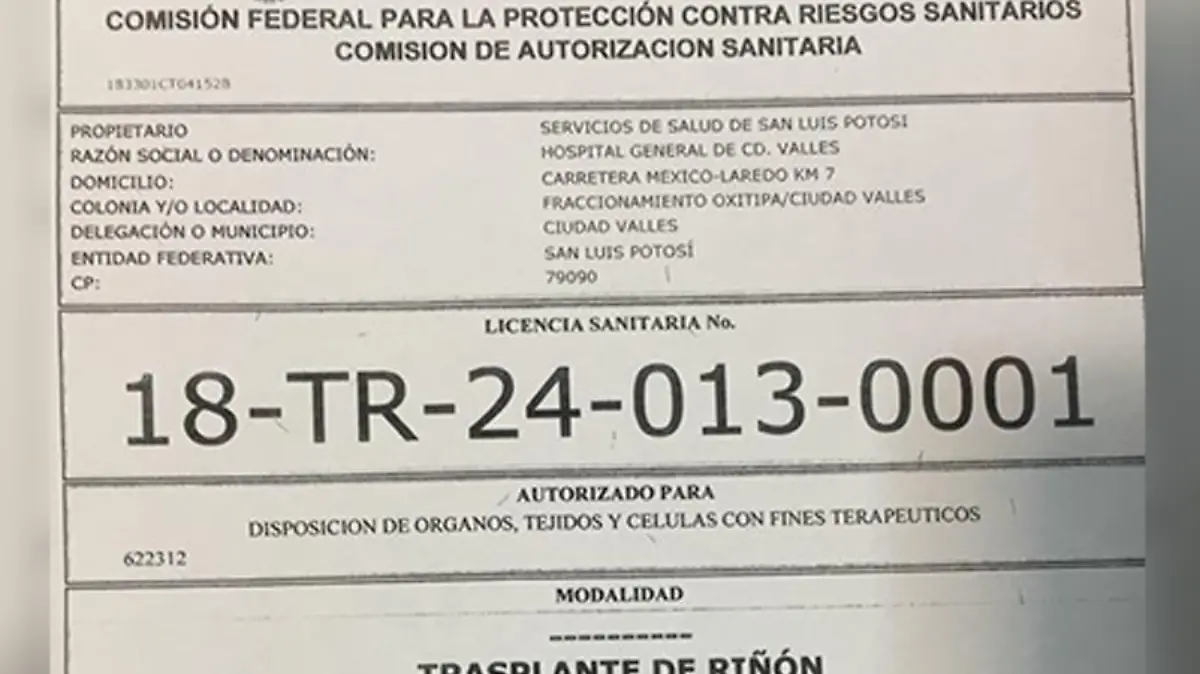 COMISIÓN FEDERAL PARA LA PROTECCIÓN CONTRA RIESGOS SANITARIOS
COMISION DE AUTORIZACION SANITARIA
183301CT041528
PROPIETARIO SERVICIOS DE SALUD DE SAN LUIS POTOSI
RAZÓN SOCIAL O DENOMINACIÓN: HOSPITAL GENERAL DE CD. VALLES
DOMICILIO: CARRETERA MEXICO-LAREDO KM 7
COLONIA Y/O LOCALIDAD: FRACCIONAMIENTO OXITIPA/CIUDAD VALLES
DELEGACIÓN O MUNICIPIO: CIUDAD VALLES
ENTIDAD FEDERATIVA: SAN LUIS POTOSÍ
CP: 79090
LICENCIA SANITARIA No.
18-TR-24-013-0001
AUTORIZADO PARA
DISPOSICION DE ORGANOS, TEJIDOS Y CELULAS CON FINES TERAPEUTICOS
622312
MODALIDAD
----------
TRASPLANTE DE RIÑÓN